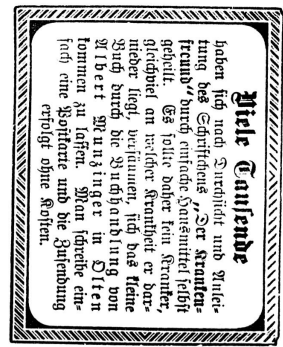 Viele Tausende
haben sich nach Durchsicht und Anlei-
tung des Schriftchens „Der Kranken-
freund“ durch einfache Hausmittel selbst
geheilt. Es sollte daher kein Kranker,
gleichviel an welcher Krankheit er dar-
nieder liegt, versäumen, sich das kleine
Buch durch die Buchhandlung von
Albert Munzinger in Olten
kommen zu lassen. Man schreibe ein-
fach eine Postkarte und die Zusendung
erfolgt ohne Kosten.